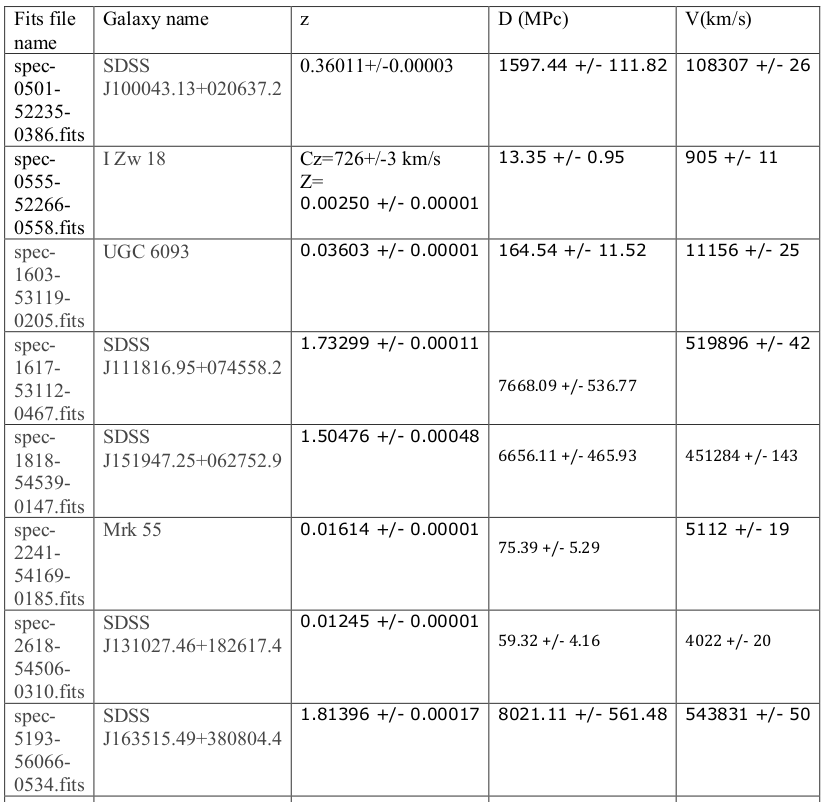 Fits file name Galaxy name z D (MPc) V(km/s)
spec- SDSS 0.36011+/-0.00003 1597.44 +/- 111.82 108307 +/- 26
0501- J100043.13+020637.2
52235-
0386.fits
spec- I Zw 18 Cz=726+/-3 km/s 13.35 +/- 0.95 905 +/- 11
0555- Z=
52266- 0.00250 +/- 0.00001
0558.fits
spec- UGC 6093 0.03603 +/- 0.00001 164.54 +/- 11.52 11156 +/- 25
1603-
53119-
0205.fits
spec- SDSS 1.73299 +/- 0.00011 519896 +/- 42
1617- J111816.95+074558.2
53112- 7668.09 +/- 536.77
0467.fits
spec- SDSS 1.50476 +/- 0.00048
1818- J151947.25+062752.9 6656.11 +/- 465.93 451284 +/- 143
54539-
0147.fits
spec- Mrk 55 0.01614 +/- 0.00001 5112 +/- 19
2241- 75.39 +/- 5.29
54169-
0185.fits
spec- SDSS 0.01245 +/- 0.00001
2618- J131027.46+182617.4 59.32 +/- 4.16 4022 +/- 20
54506-
0310.fits
spec- SDSS 1.81396 +/- 0.00017 8021.11 +/- 561.48 543831 +/- 50
5193- J163515.49+380804.4
56066-
0534.fits